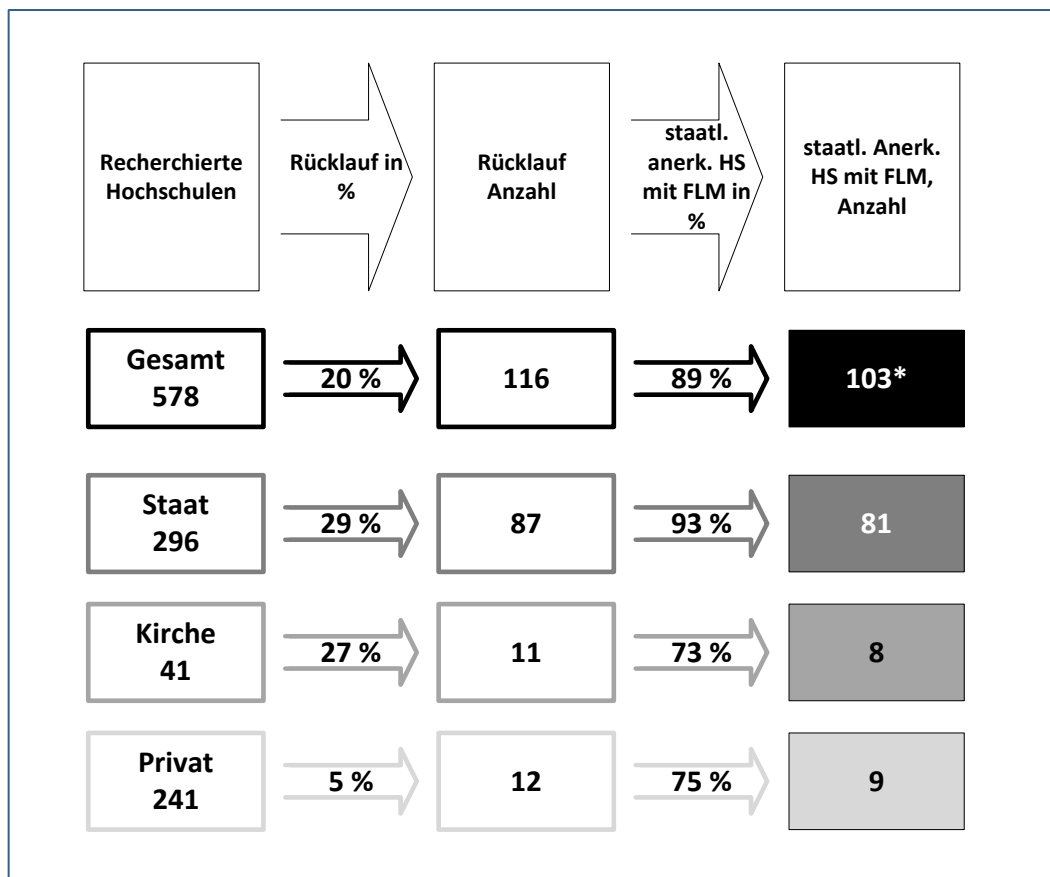 Recherchierte
Hochschulen
Rücklauf in
%
Rücklauf
Anzahl
staatl.
anerk. HS
mit FLM in
%
staatl. Anerk.
HS mit FLM,
Anzahl
Gesamt
578
20 %
116
89 %
103*
Staat
296
29 %
87
93 %
81
Kirche
41
27 %
11
73 %
8
Privat
241
5 %
12
75 %
9